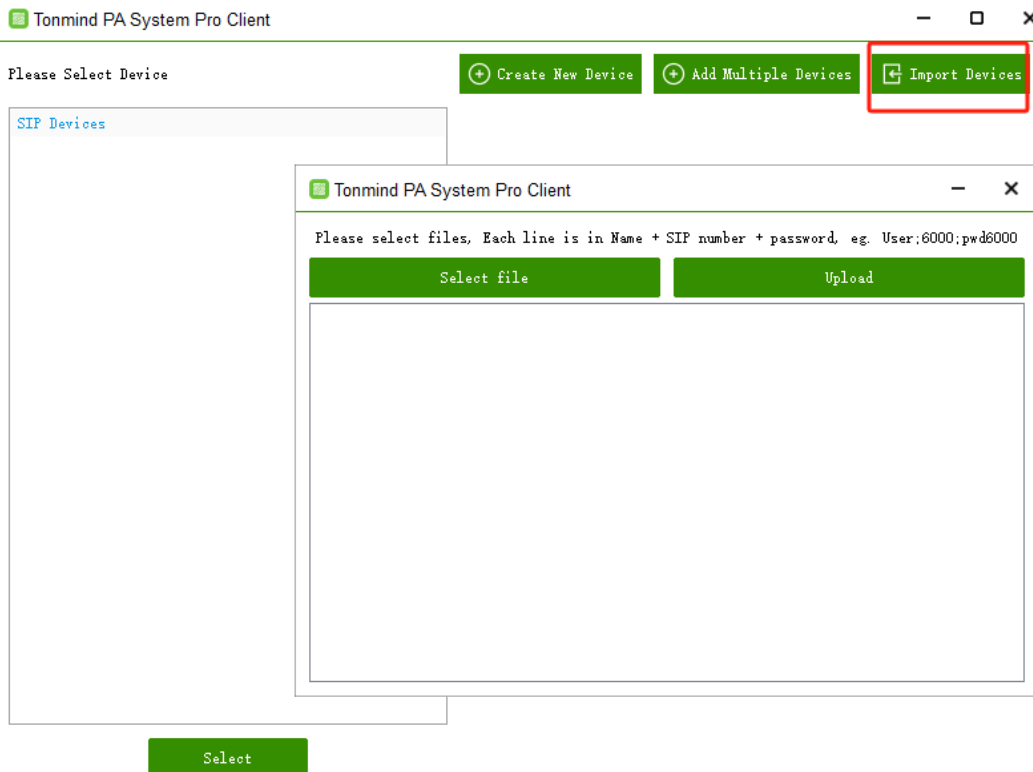 Tonmind PA System Pro Client
Please Select Device
Create New Device
Add Multiple Devices
Import Devices
SIP Devices
Tonmind PA System Pro Client
Please select files, Each line is in Name + SIP number + password, eg. User;6000;pwd6000
Select file
Upload
Select